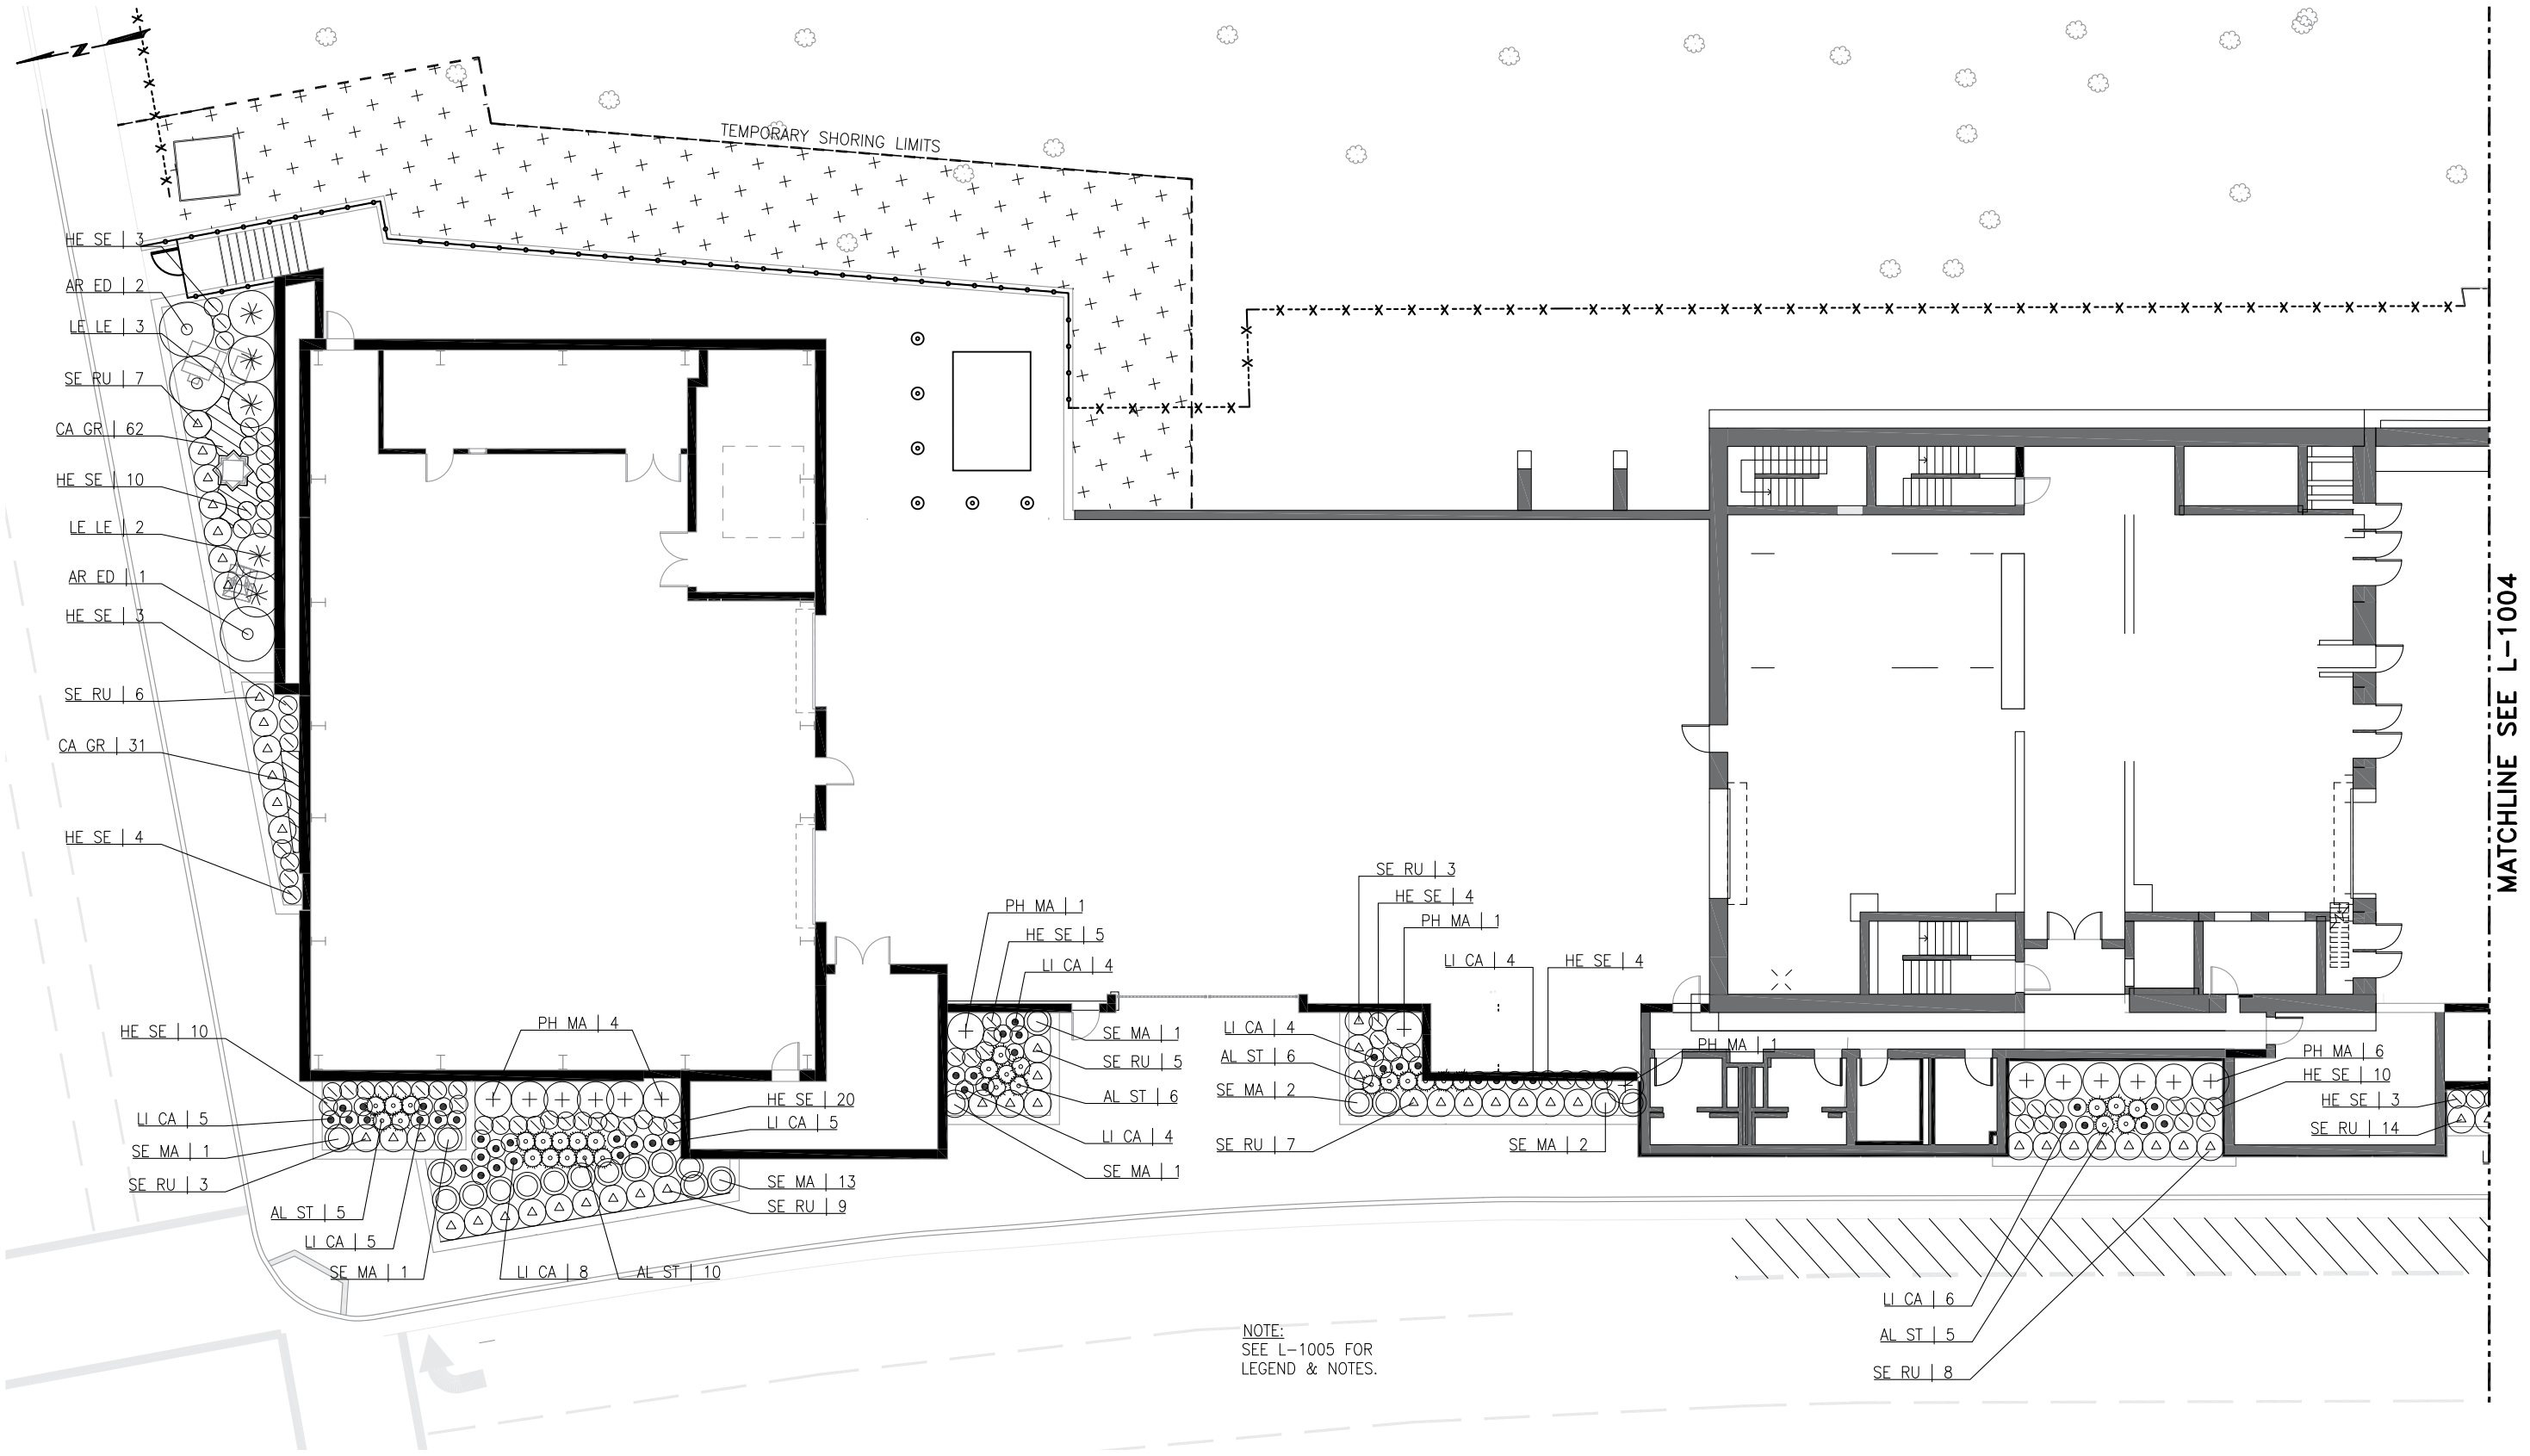 N
TEMPORARY SHORING LIMITS
HE SE | 3
AR ED | 2
LE LE | 3
SE RU | 7
CA GR | 62
HE SE | 10
LE LE | 2
AR ED | 1
HE SE | 3
SE RU | 6
CA GR | 31
HE SE | 4
HE SE | 10
LI CA | 5
SE MA | 1
SE RU | 3
AL ST | 5
LI CA | 5
SE MA | 1
PH MA | 4
HE SE | 20
LI CA | 5
SE MA | 13
SE RU | 9
LI CA | 8
AL ST | 10
PH MA | 1
HE SE | 5
LI CA | 4
SE MA | 1
SE RU | 5
AL ST | 6
LI CA | 4
SE MA | 1
SE RU | 3
HE SE | 4
PH MA | 1
LI CA | 4
HE SE | 4
LI CA | 4
AL ST | 6
SE MA | 2
SE RU | 7
PH MA | 1
SE MA | 2
PH MA | 6
HE SE | 10
HE SE | 3
SE RU | 14
LI CA | 6
AL ST | 5
SE RU | 8
NOTE:
SEE L-1005 FOR
LEGEND & NOTES.
MATCHLINE SEE L-1004